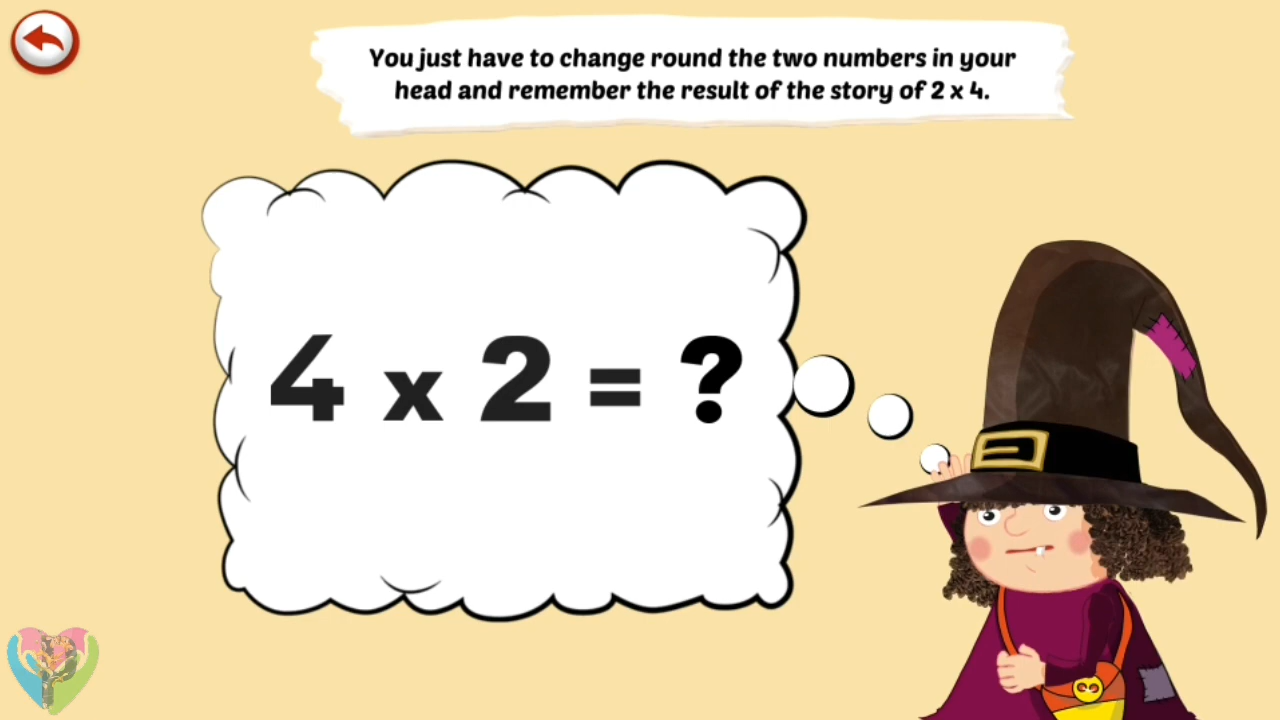 You just have to change round the two numbers in your
head and remember the result of the story of 2 x 4.
4 x 2 = ?